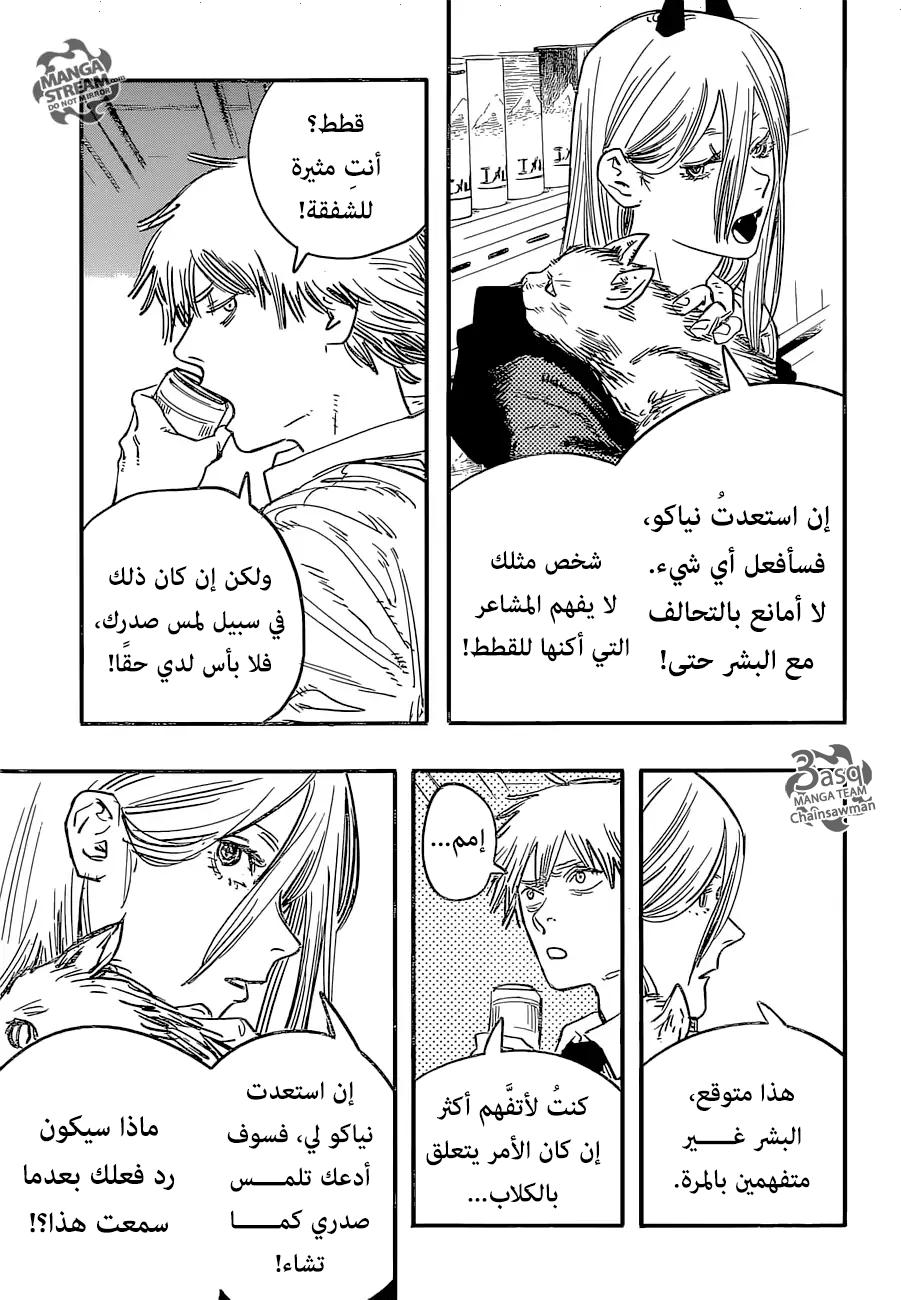 MANGA
STREAM.com
DO NOT MIRROR
إن استعدتُ نياكو،
فسأفعل أي شيء.
لا أمانع بالتحالف
مع البشر حتى!
شخص مثلك
لا يفهم المشاعر
التي أكنها للقطط!
قطط؟
أنتِ مثيرة
للشفقة!
ولكن إن كان ذلك
في سبيل لمس صدرك،
فلا بأس لدي حقًا!
3asq
MANGA TEAM
Chainsawman
هذا متوقع،
البشر غير
متفهمين بالمرة.
إمم...
كنتُ لأتفَّهم أكثر
إن كان الأمر يتعلق
بالكلاب...
إن استعدت
نياكو لي، فسوف
أدعك تلمس
صدري كما
تشاء!
ماذا سيكون
رد فعلك بعدما
سمعت هذا؟!